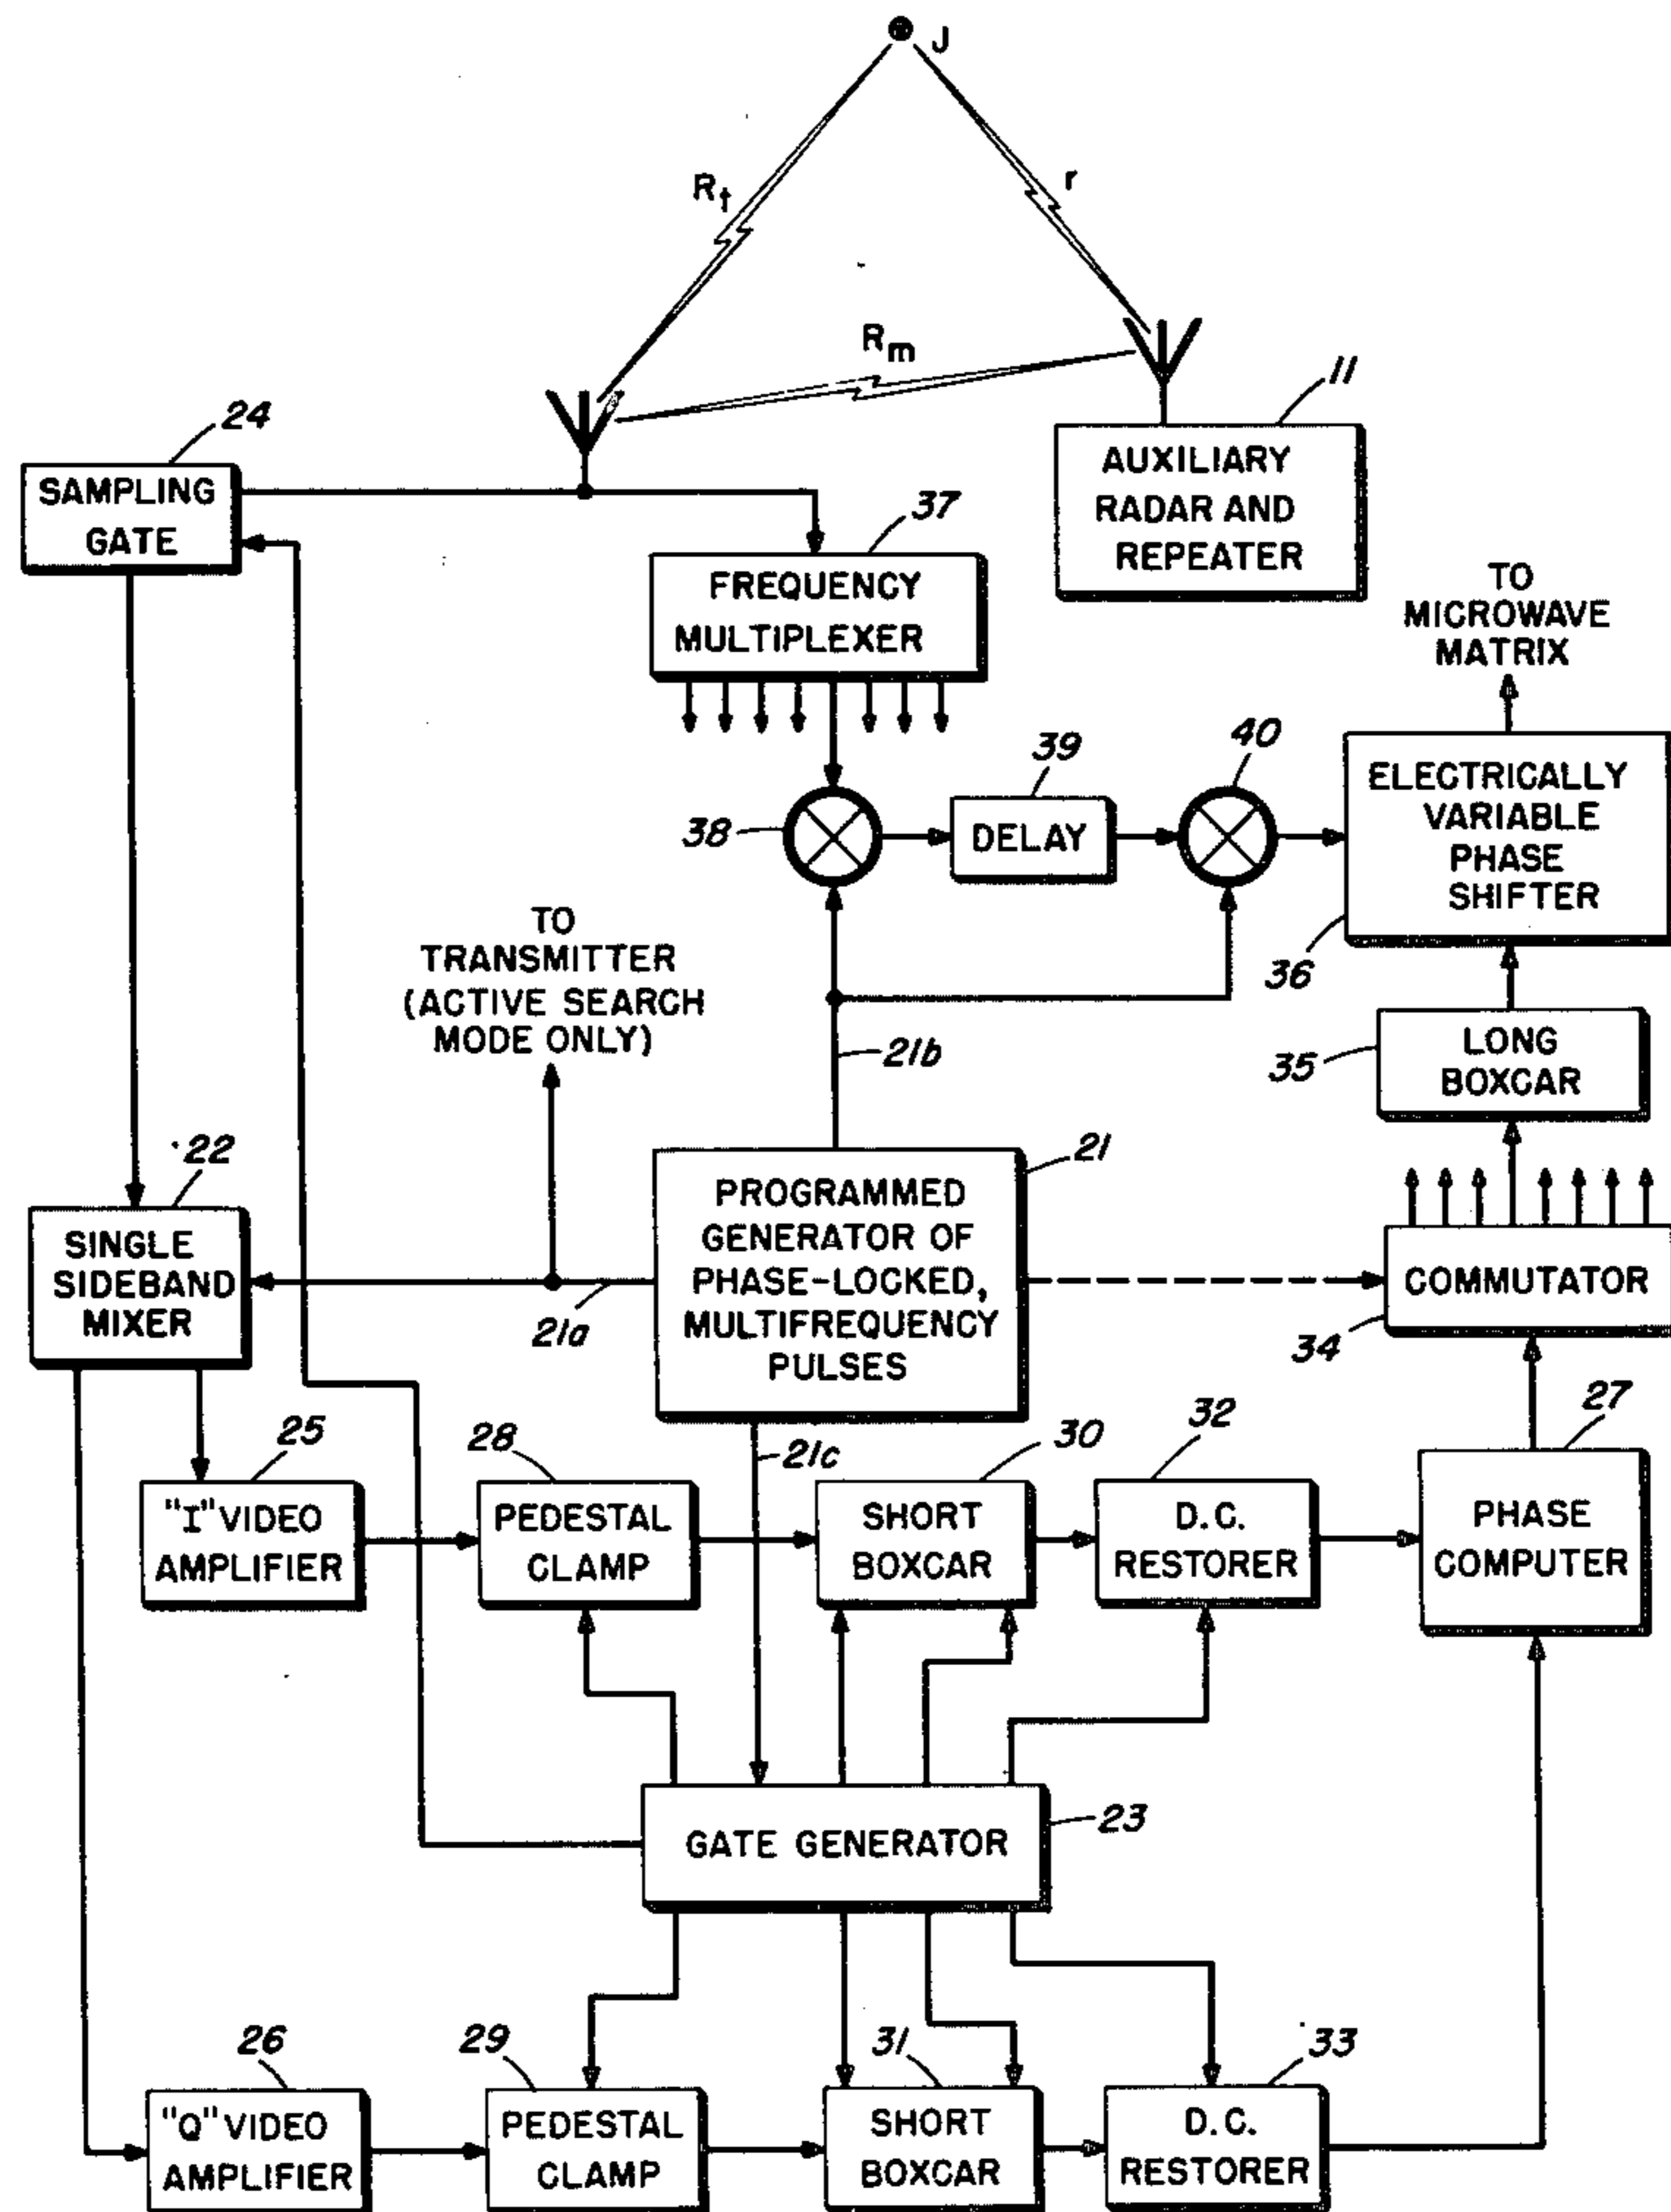 J
R_t
r
R_m
11
AUXILIARY
RADAR AND
REPEATER
24
SAMPLING
GATE
37
FREQUENCY
MULTIPLEXER
TO
MICROWAVE
MATRIX
38
39
DELAY
40
ELECTRICALLY
VARIABLE
PHASE
SHIFTER
36
TO
TRANSMITTER
(ACTIVE SEARCH
MODE ONLY)
21b
35
LONG
BOXCAR
22
SINGLE
SIDEBAND
MIXER
21a
21
PROGRAMMED
GENERATOR OF
PHASE-LOCKED,
MULTIFREQUENCY
PULSES
COMMUTATOR
34
21c
25
"I" VIDEO
AMPLIFIER
28
PEDESTAL
CLAMP
30
SHORT
BOXCAR
32
D.C.
RESTORER
27
PHASE
COMPUTER
GATE GENERATOR
23
26
"Q" VIDEO
AMPLIFIER
29
PEDESTAL
CLAMP
31
SHORT
BOXCAR
33
D.C.
RESTORER